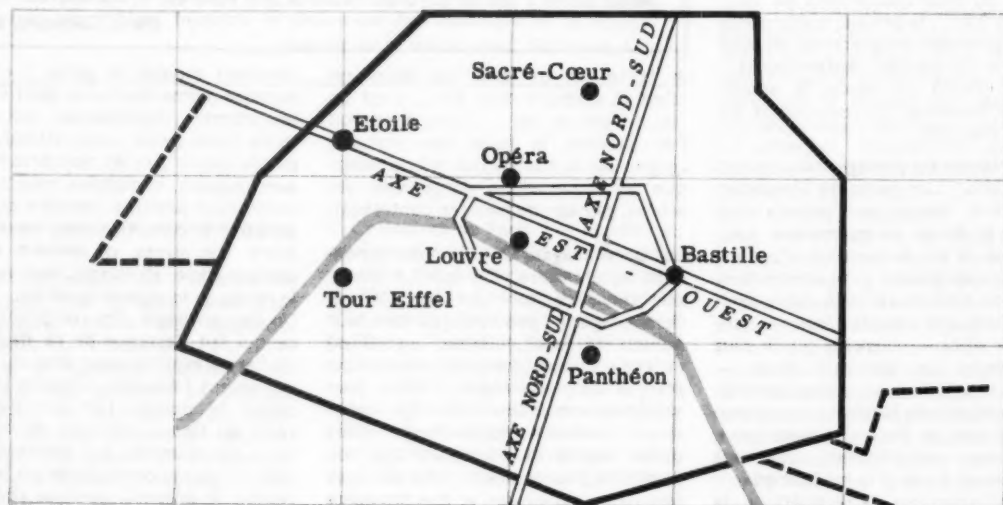 Sacré-Cœur
AXE NORD-SUD
Etoile
Opéra
AXE EST OUEST
Louvre
Bastille
Tour Eiffel
AXE NORD-SUD
Panthéon